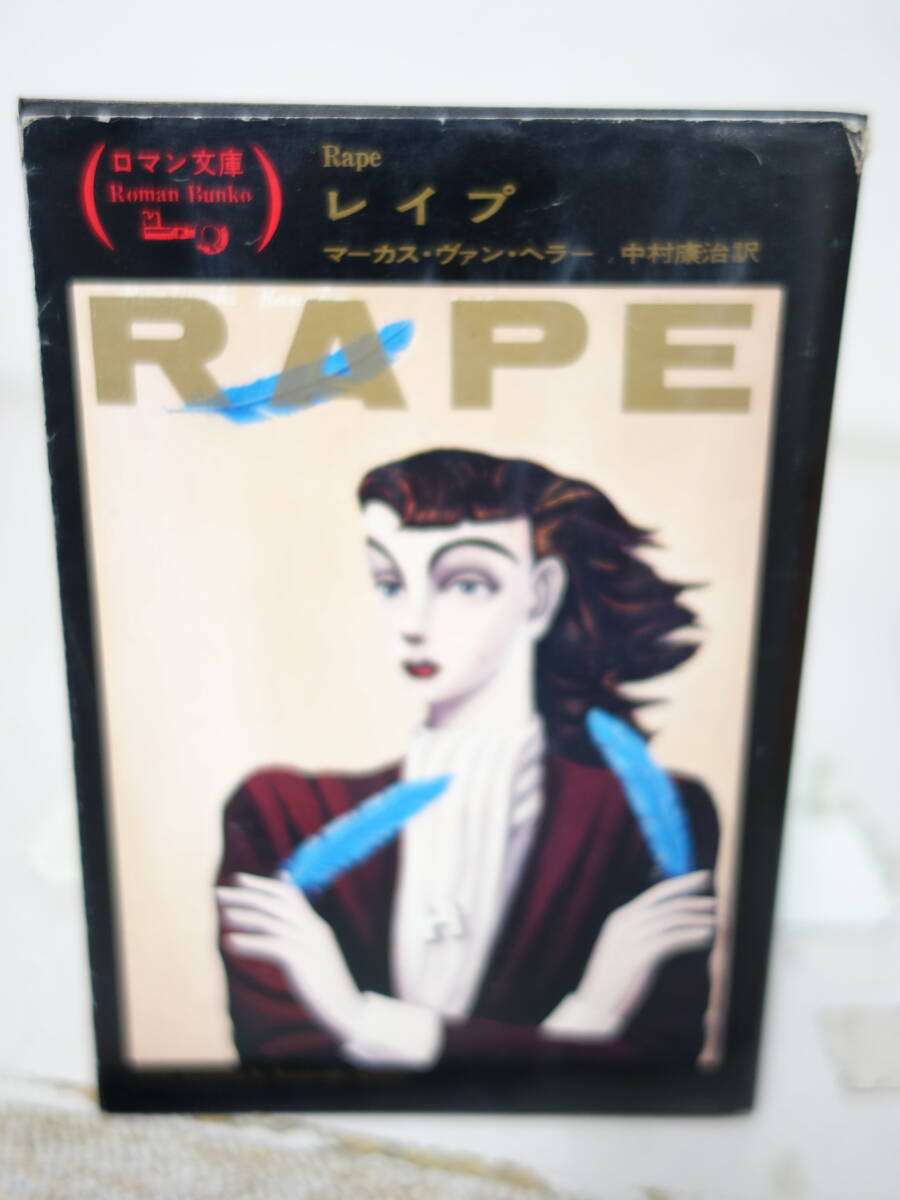 ロマン文庫
Roman Bunko
Rape
レイプ
マーカス・ヴァン・ヘラー 中村康治訳
RAPE